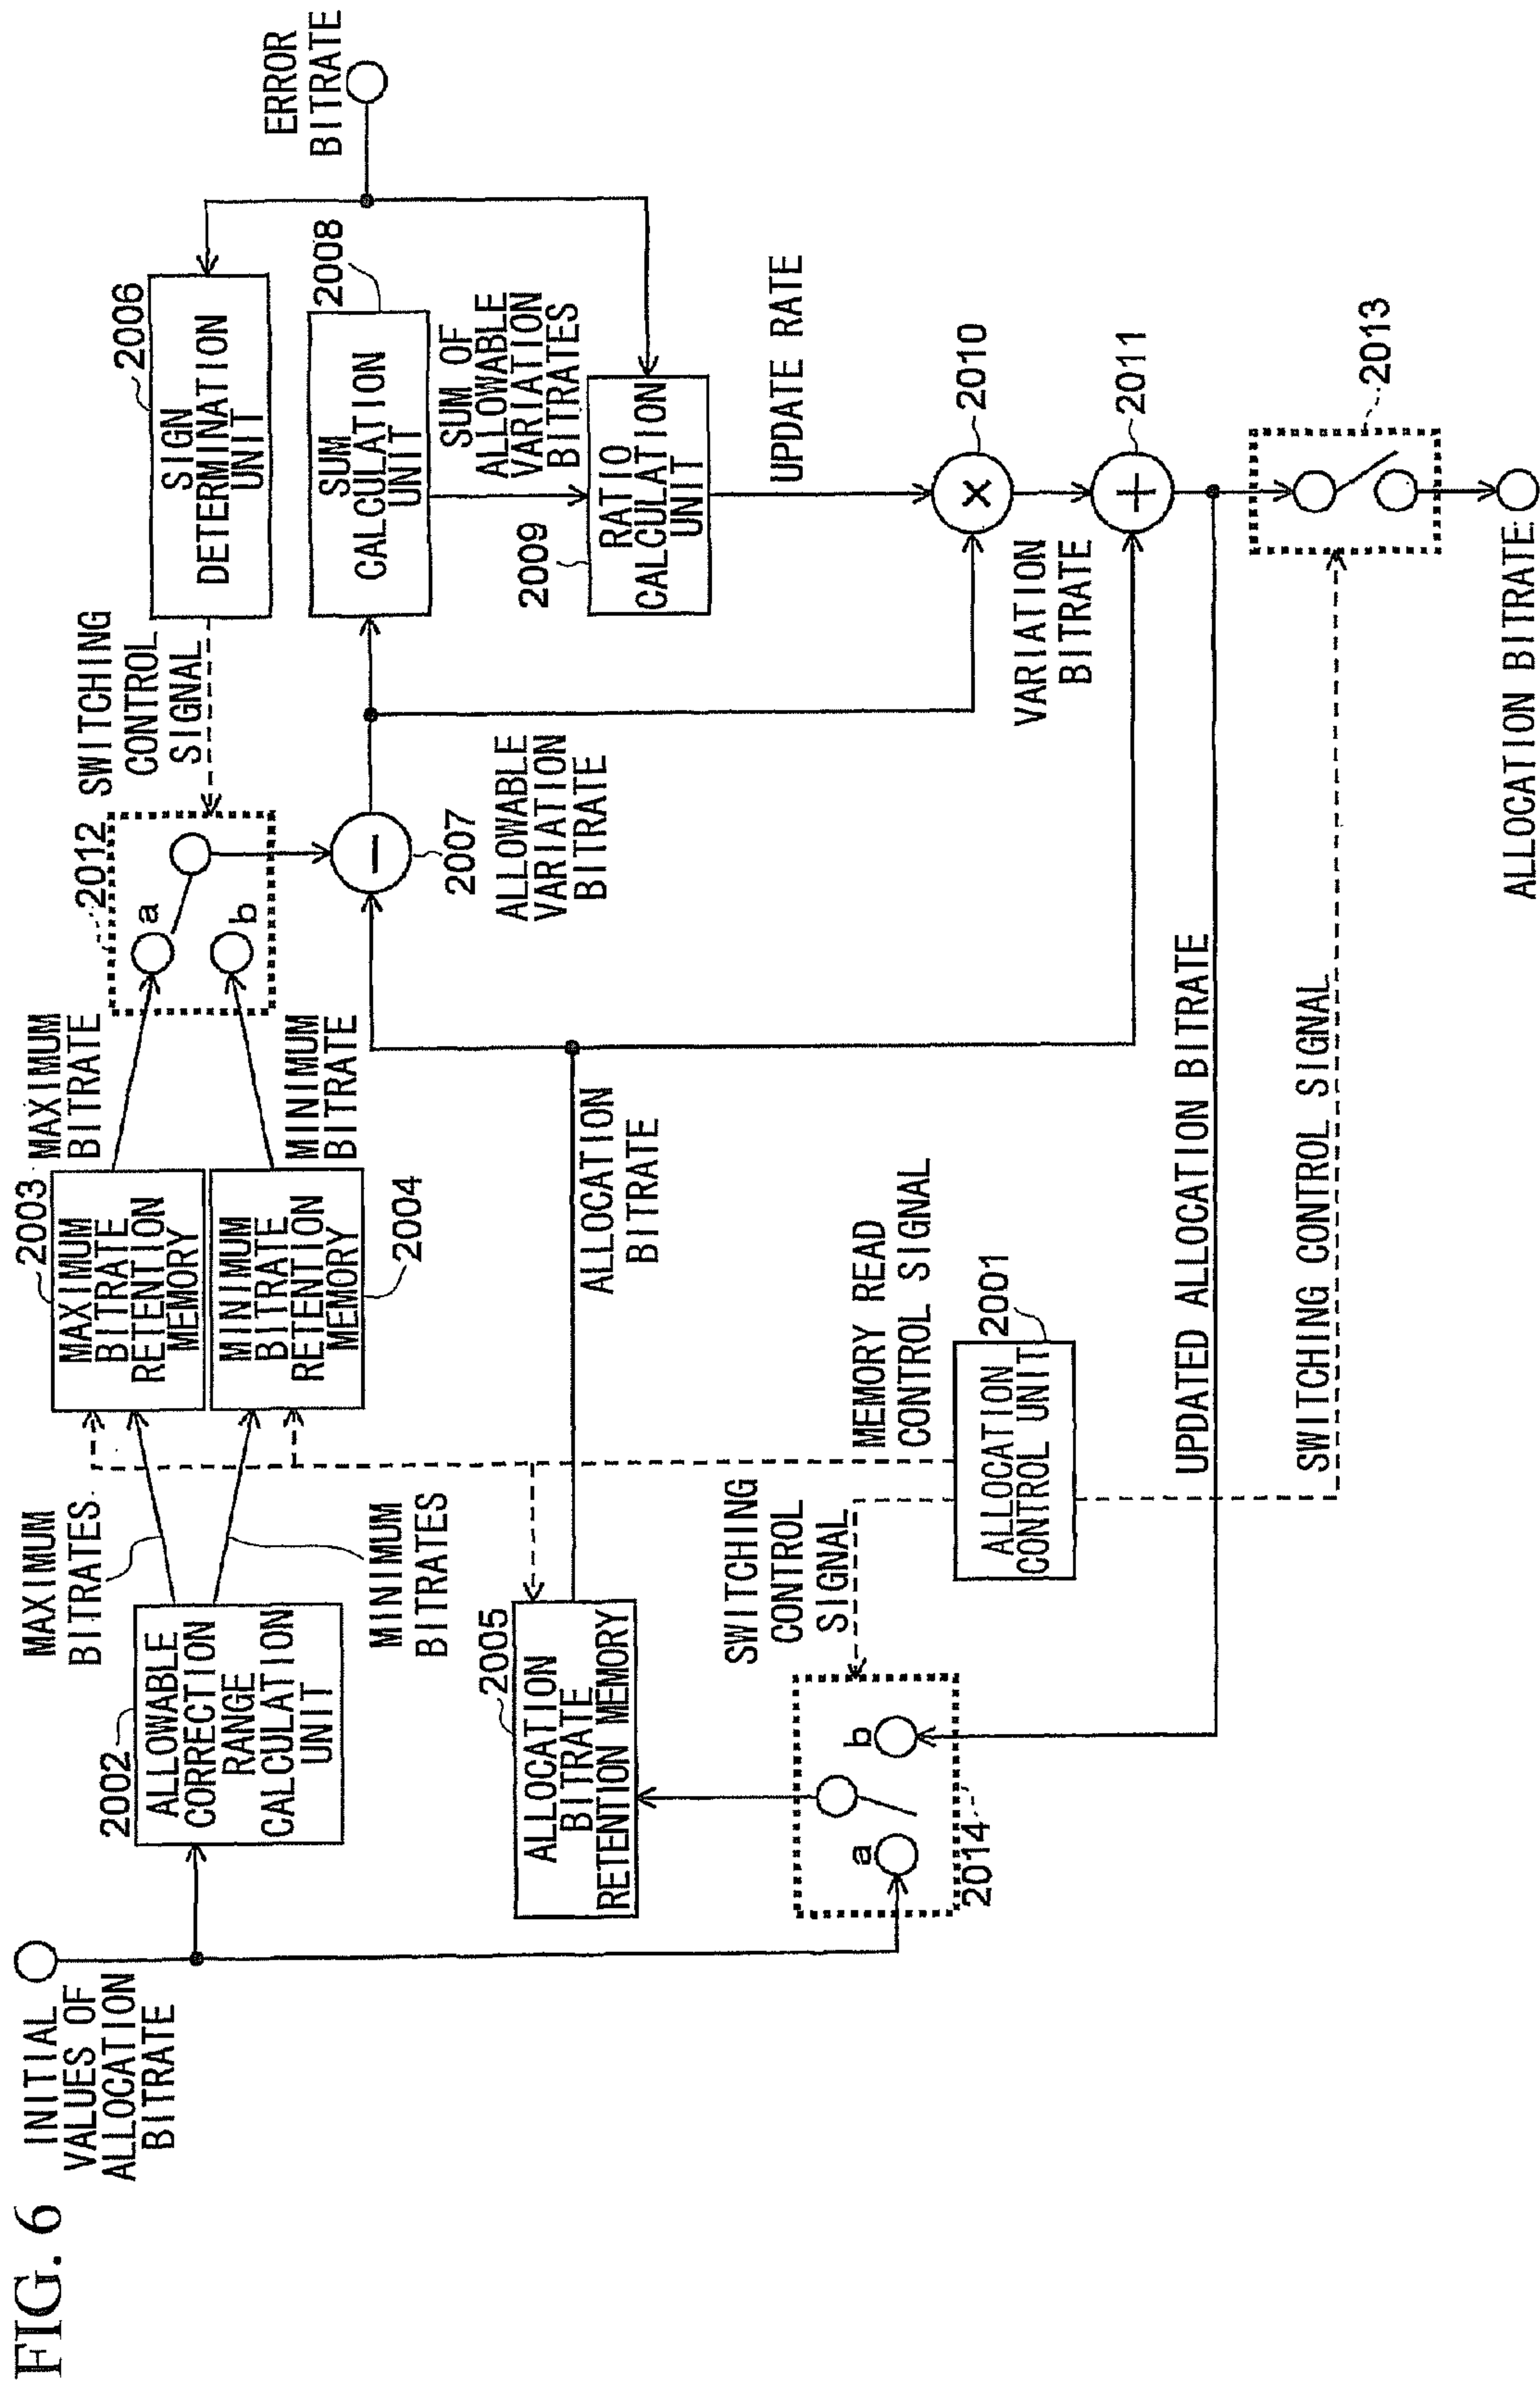 FIG. 6
INITIAL
VALUES OF
ALLOCATION
BITRATE
2002
ALLOWABLE
CORRECTION
RANGE
CALCULATION
UNIT
MAXIMUM
BITRATES
MINIMUM
BITRATES
2003
MAXIMUM
BITRATE
RETENTION
MEMORY
MINIMUM
BITRATE
RETENTION
MEMORY
2004
MAXIMUM
BITRATE
MINIMUM
BITRATE
2012
a
b
SWITCHING
CONTROL
SIGNAL
2006
SIGN
DETERMINATION
UNIT
ERROR
BITRATE
2007
ALLOWABLE
VARIATION
BITRATE
2008
SUM
CALCULATION
UNIT
SUM OF
ALLOWABLE
VARIATION
BITRATES
2009
RATIO
CALCULATION
UNIT
UPDATE RATE
2005
ALLOCATION
BITRATE
RETENTION MEMORY
ALLOCATION
BITRATE
MEMORY READ
CONTROL SIGNAL
SWITCHING
CONTROL
SIGNAL
a
b
2014
2001
ALLOCATION
CONTROL UNIT
×
2010
VARIATION
BITRATE
+
2011
UPDATED ALLOCATION BITRATE
SWITCHING CONTROL SIGNAL
2013
ALLOCATION BITRATE